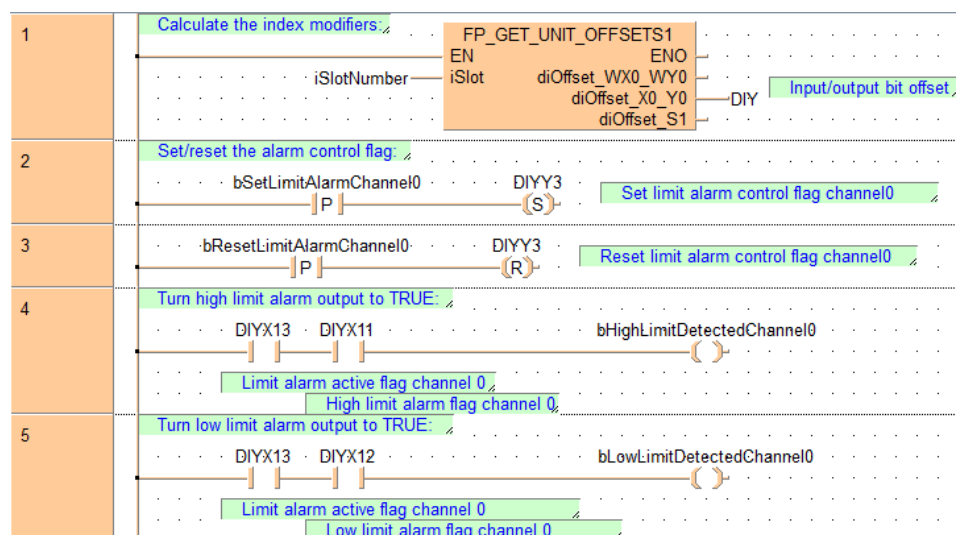 1
Calculate the index modifiers:
FP_GET_UNIT_OFFSETS1
EN ENO
iSlotNumber iSlot diOffset_WX0_WY0
diOffset_X0_Y0 DIY Input/output bit offset
diOffset_S1
2
Set/reset the alarm control flag:
bSetLimitAlarmChannel0 DIYY3
P S Set limit alarm control flag channel0
3
bResetLimitAlarmChannel0 DIYY3
P R Reset limit alarm control flag channel0
4
Turn high limit alarm output to TRUE:
DIYX13 DIYX11 bHighLimitDetectedChannel0
Limit alarm active flag channel 0
High limit alarm flag channel 0
5
Turn low limit alarm output to TRUE:
DIYX13 DIYX12 bLowLimitDetectedChannel0
Limit alarm active flag channel 0
Low limit alarm flag channel 0